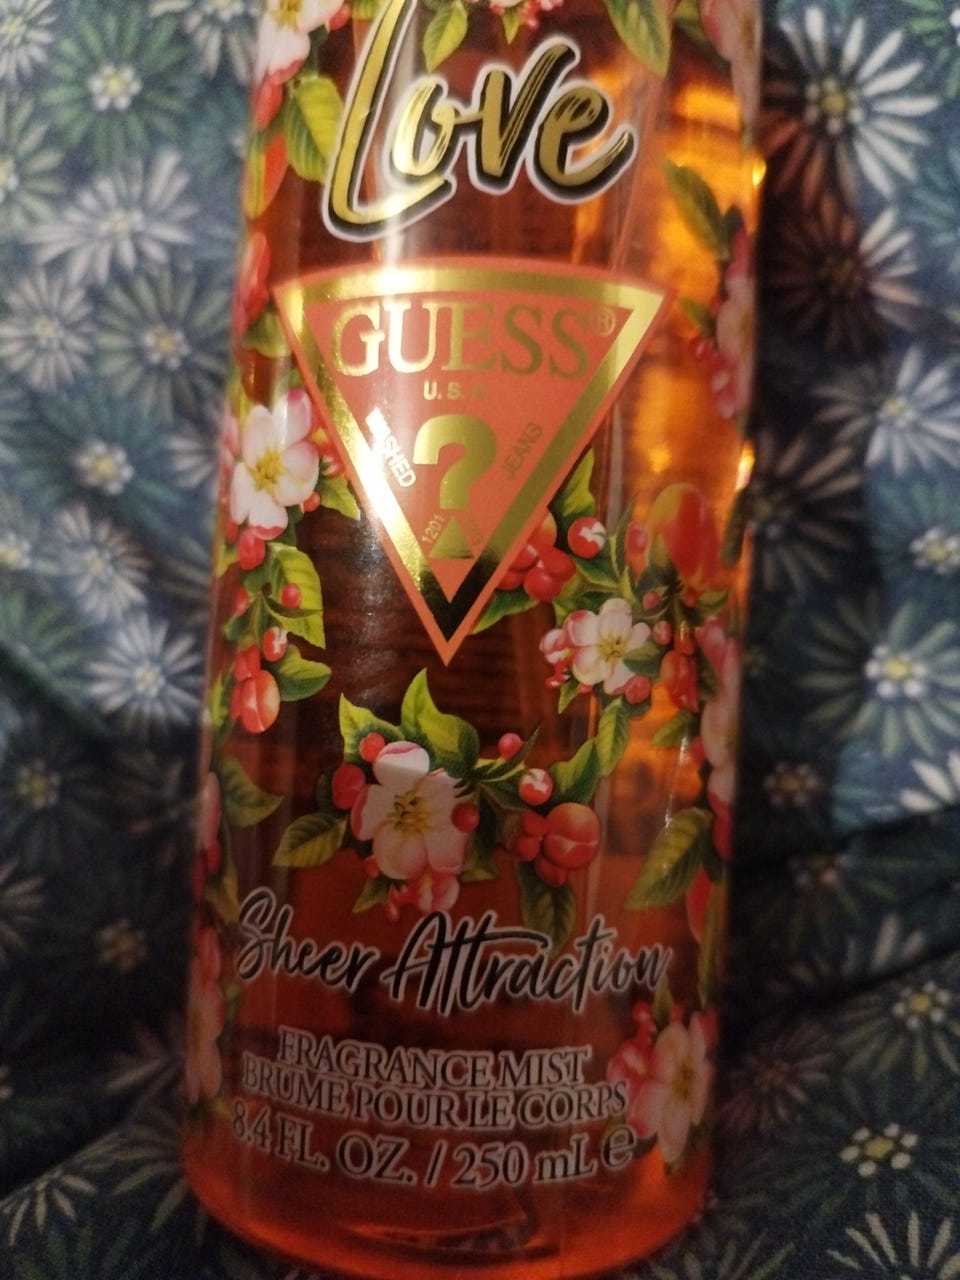 Love
GUESS®
U.S.A.
?
JEANS
Sheer Attraction
FRAGRANCE MIST
BRUME POUR LE CORPS
8.4 FL. OZ. / 250 mL ℮